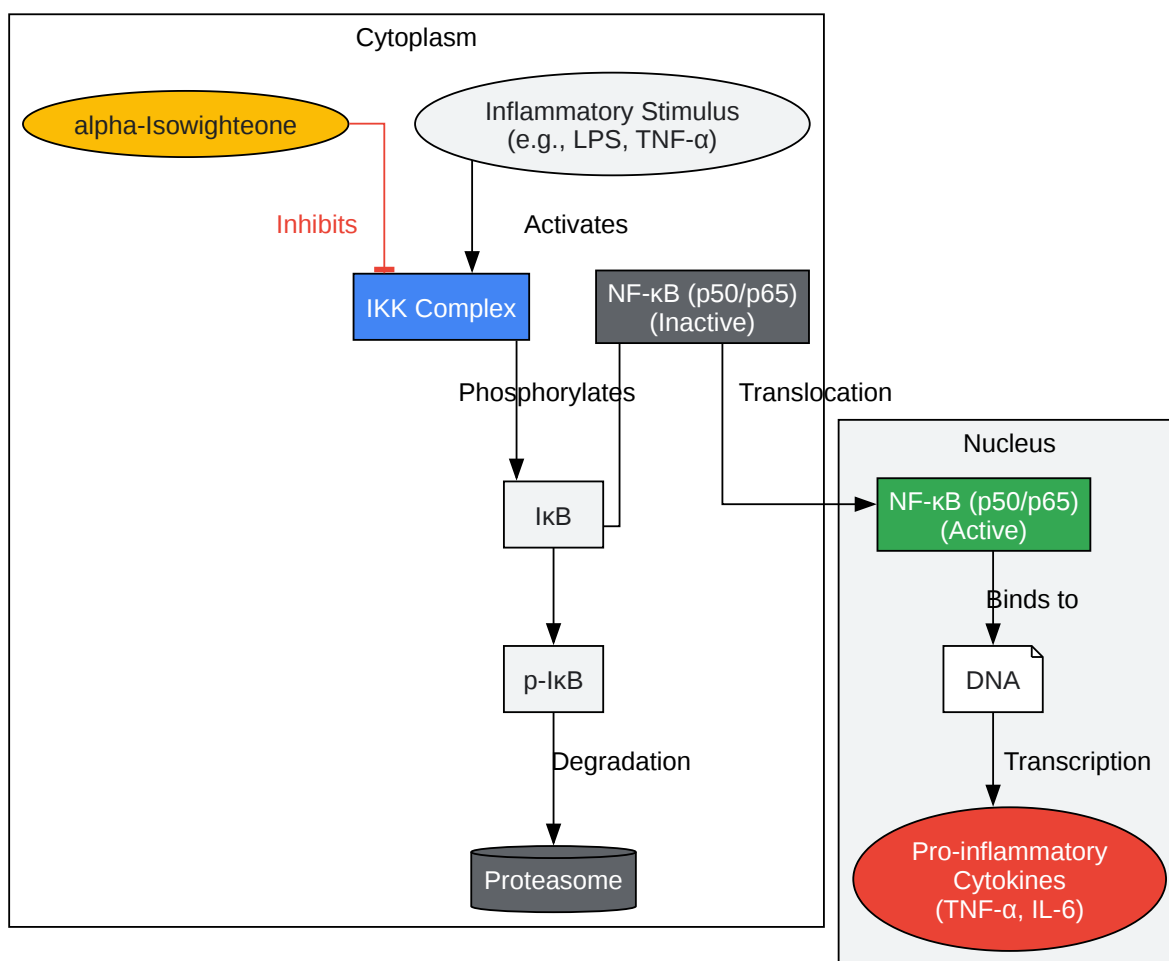 Cytoplasm
alpha-Isowighteone
Inflammatory Stimulus
(e.g., LPS, TNF-α)
Inhibits
Activates
IKK Complex
NF-κB (p50/p65)
(Inactive)
Phosphorylates
Translocation
Nucleus
IκB
NF-κB (p50/p65)
(Active)
Binds to
p-IκB
DNA
Degradation
Transcription
Proteasome
Pro-inflammatory
Cytokines
(TNF-α, IL-6)